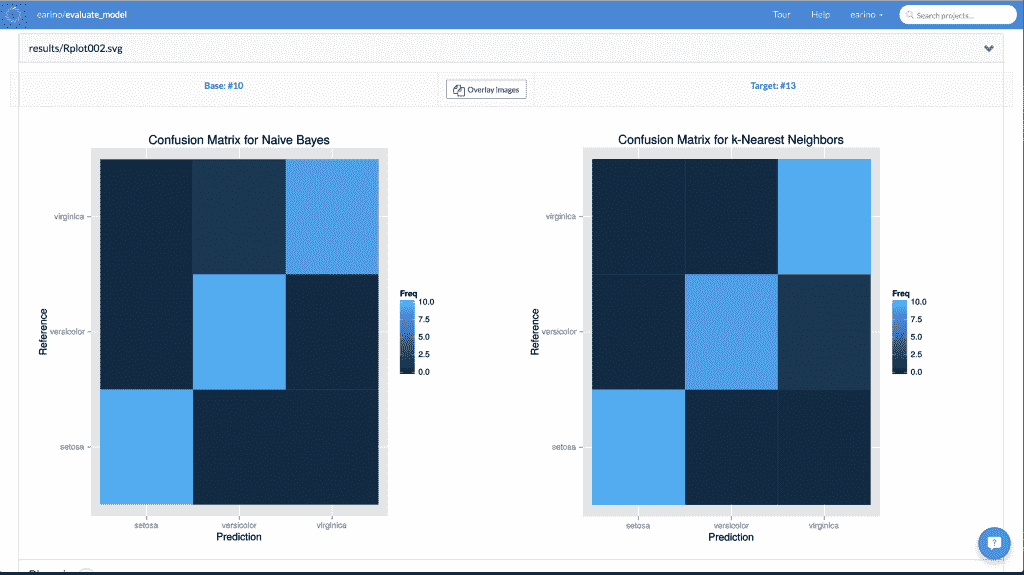 earino/evaluate_model
Tour Help earino
Search projects...
results/Rplot002.svg
Base: #10
Overlay Images
Target: #13
Confusion Matrix for Naive Bayes
virginica
versicolor
setosa
Reference
setosa versicolor virginica
Prediction
Freq
10.0
7.5
5.0
2.5
0.0
Confusion Matrix for k-Nearest Neighbors
virginica
versicolor
setosa
Reference
setosa versicolor virginica
Prediction
Freq
10.0
7.5
5.0
2.5
0.0
?